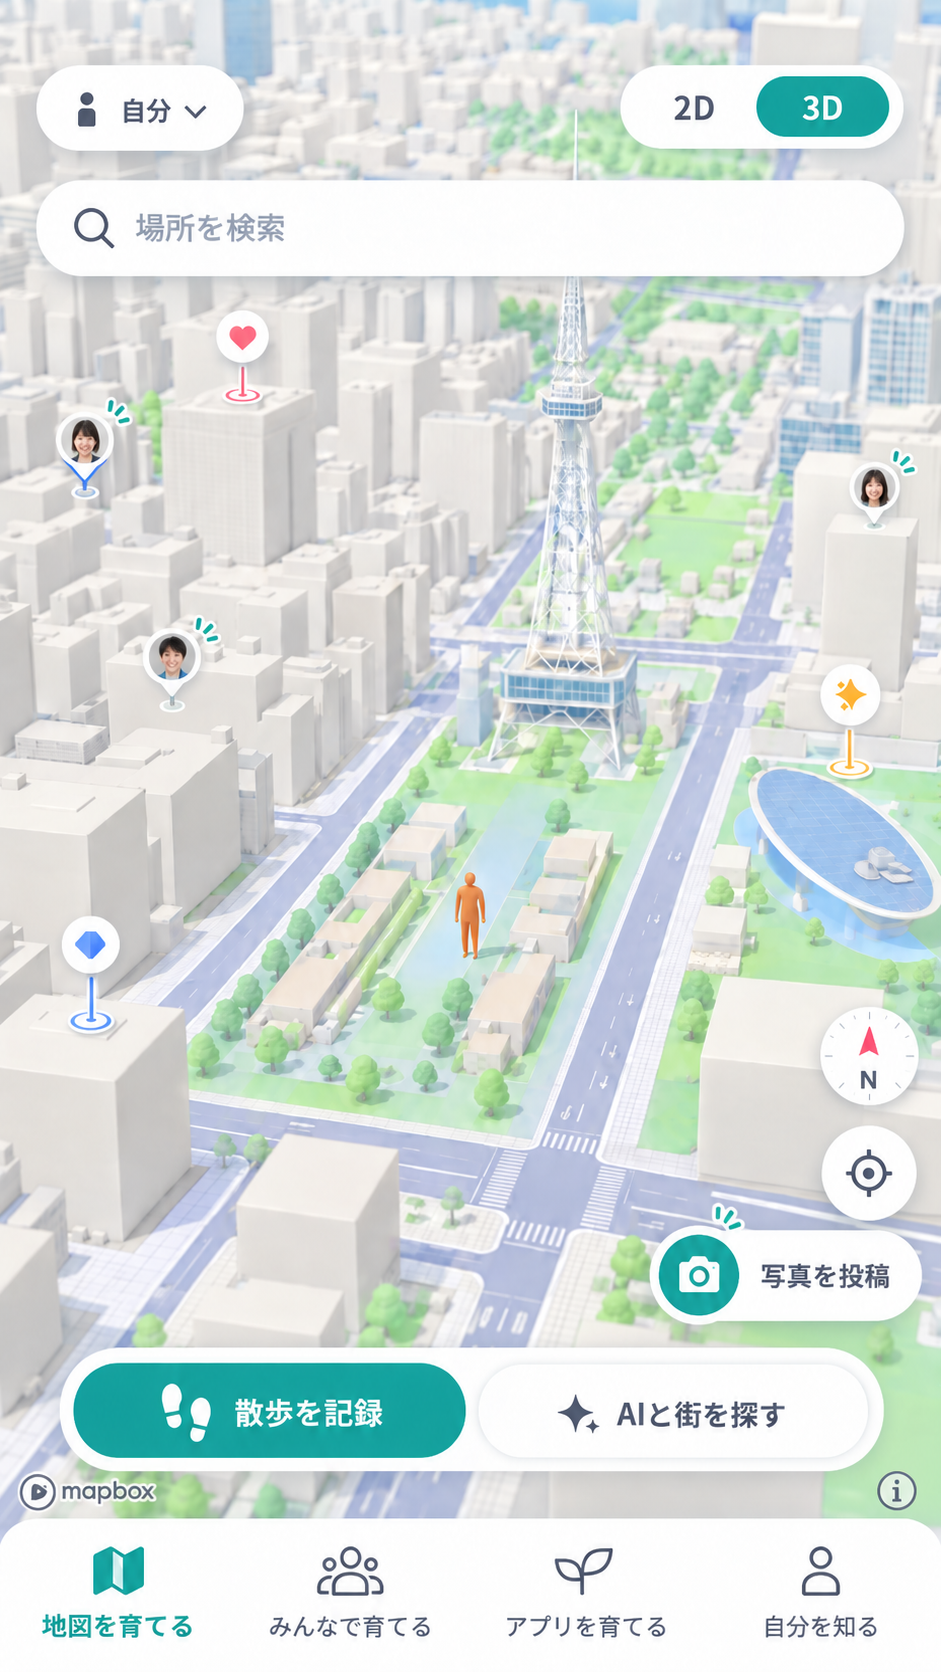 自分
2D
3D
場所を検索
N
写真を投稿
散歩を記録
AIと街を探す
mapbox
i
地図を育てる
みんなで育てる
アプリを育てる
自分を知る